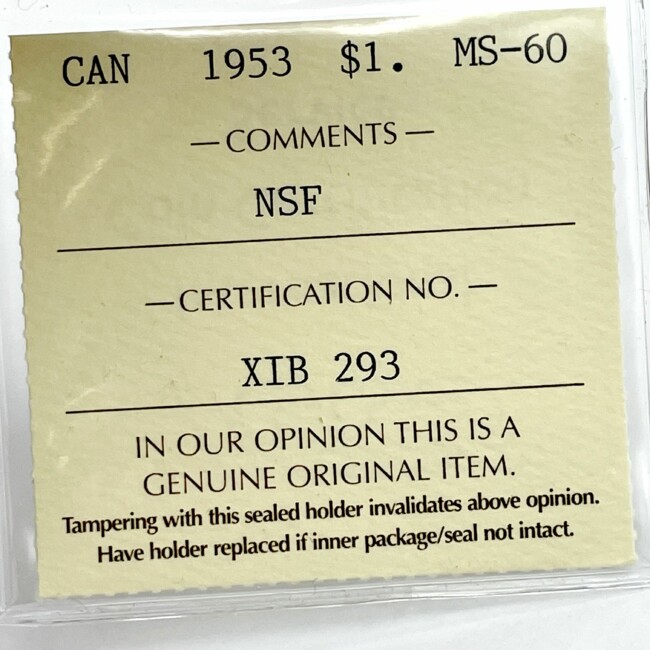 CAN 1953 $1. MS-60
— COMMENTS —
NSF
— CERTIFICATION NO. —
XIB 293
IN OUR OPINION THIS IS A
GENUINE ORIGINAL ITEM.
Tampering with this sealed holder invalidates above opinion.
Have holder replaced if inner package/seal not intact.